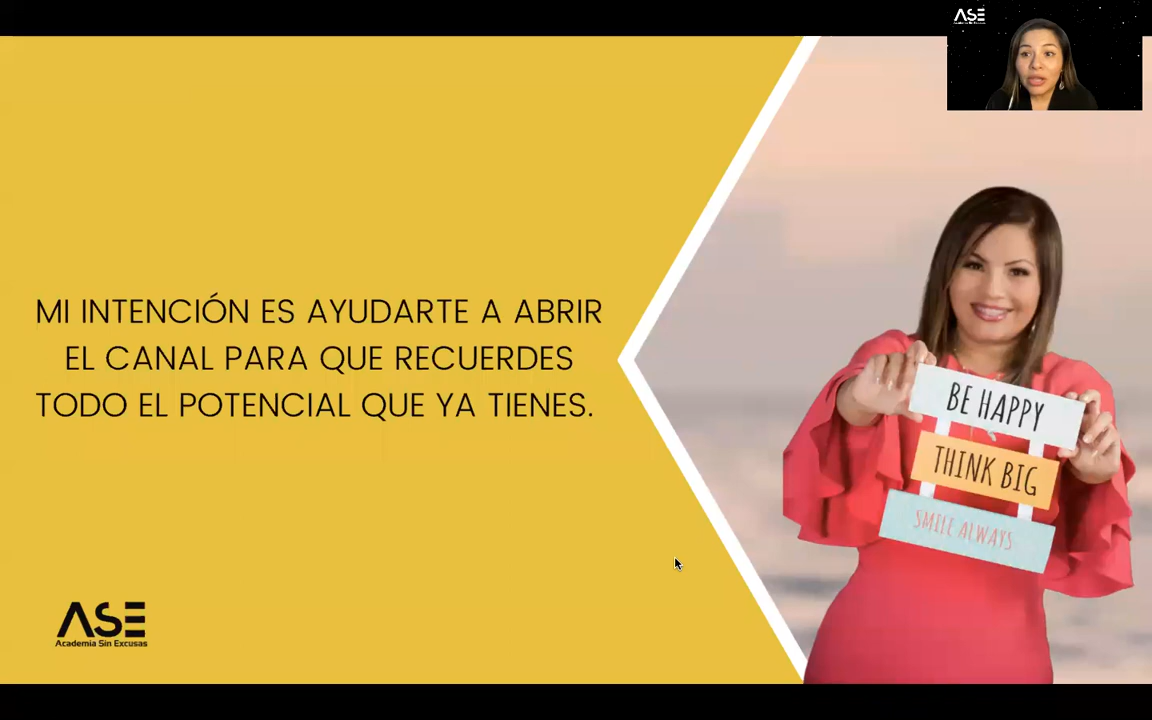 ASE
MI INTENCIÓN ES AYUDARTE A ABRIR
EL CANAL PARA QUE RECUERDES
TODO EL POTENCIAL QUE YA TIENES.
BE HAPPY
THINK BIG
SMILE ALWAYS
ASE
Academia Sin Excusas